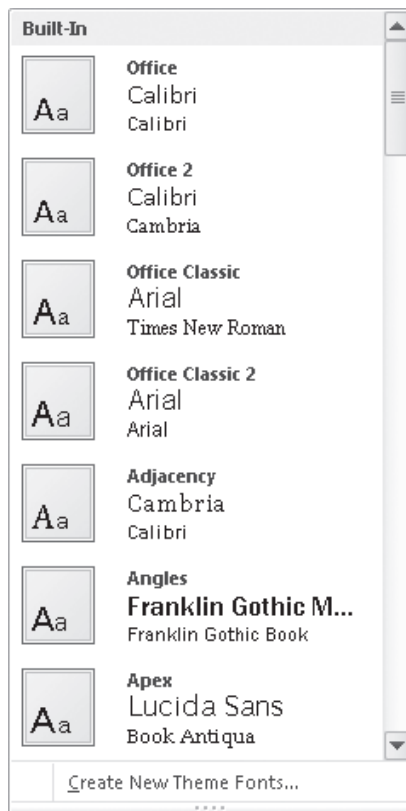 Built-In
Aa
Office
Calibri
Calibri
Aa
Office 2
Calibri
Cambria
Aa
Office Classic
Arial
Times New Roman
Aa
Office Classic 2
Arial
Arial
Aa
Adjacency
Cambria
Calibri
Aa
Angles
Franklin Gothic M...
Franklin Gothic Book
Aa
Apex
Lucida Sans
Book Antiqua
Create New Theme Fonts...